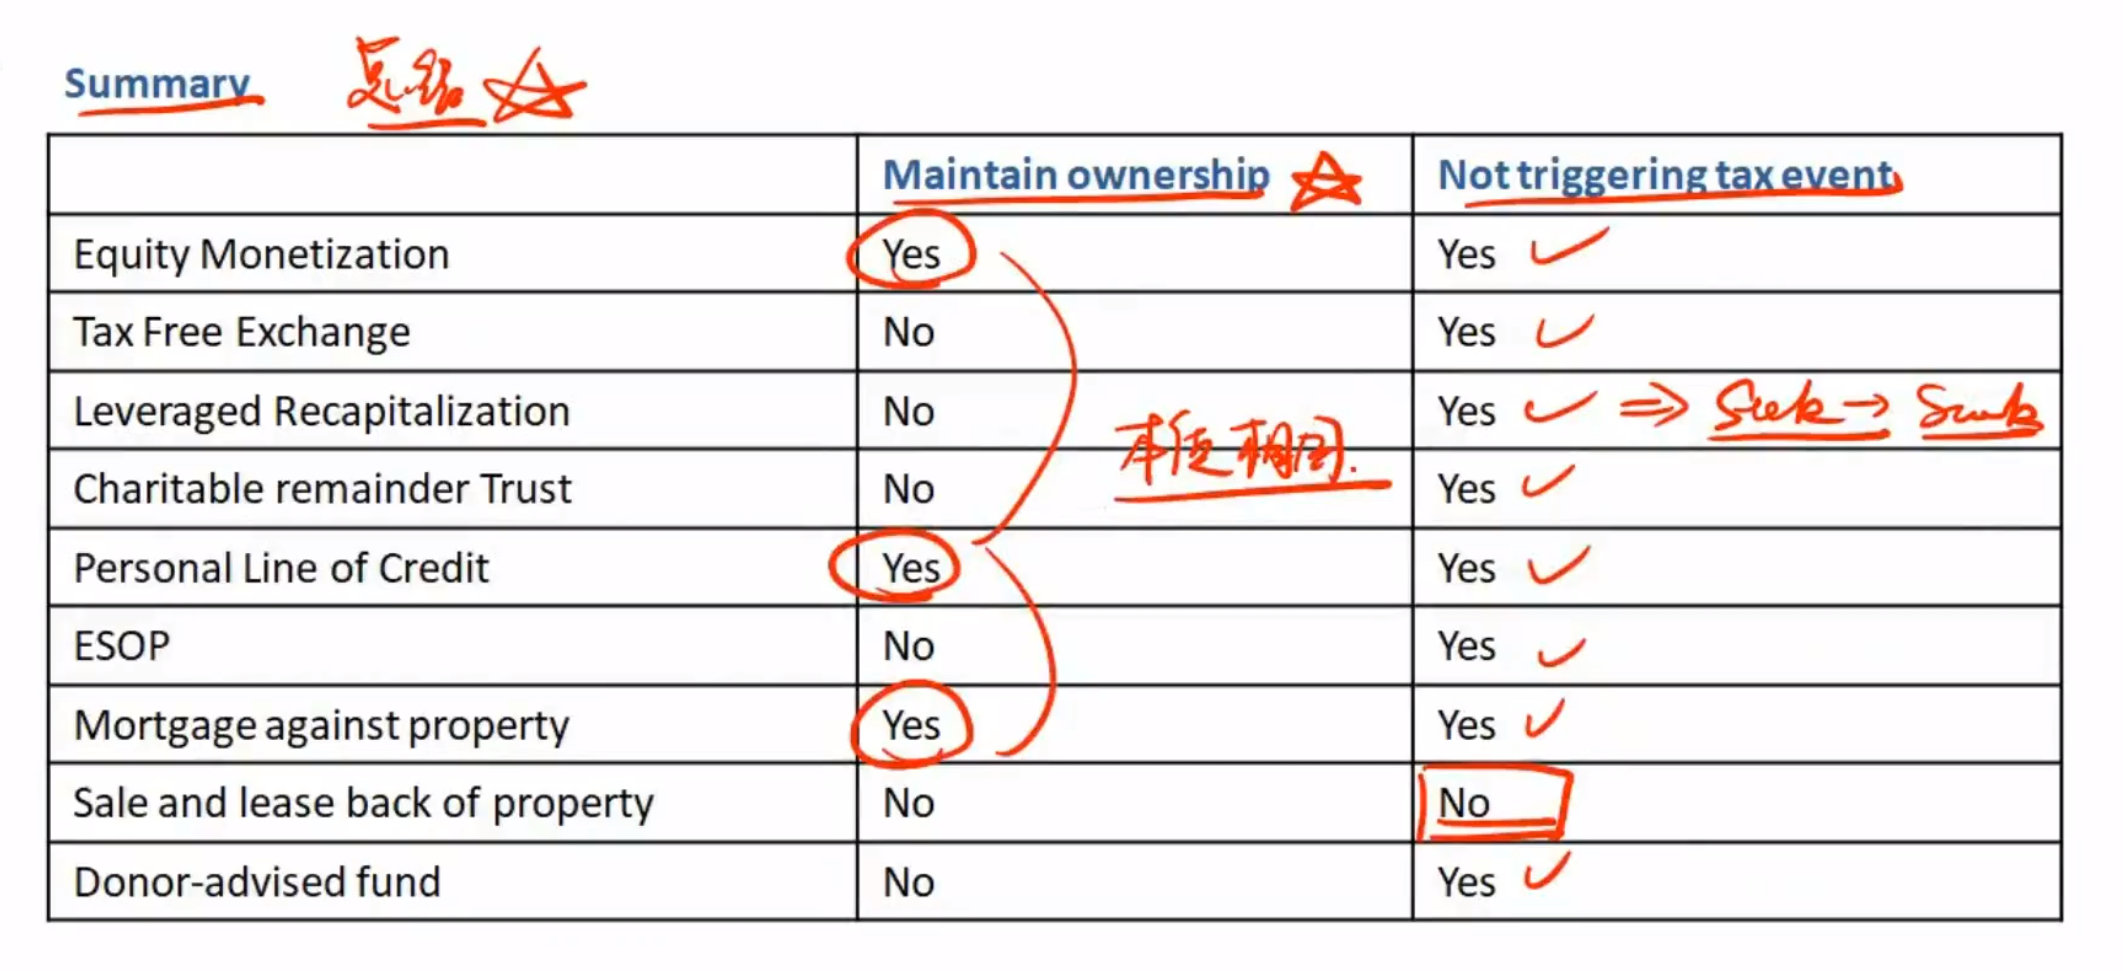 Summary 总结
Maintain ownership Not triggering tax event
Equity Monetization Yes Yes
Tax Free Exchange No Yes
Leveraged Recapitalization No Yes ⇒ →
Charitable remainder Trust No 本质相同. Yes
Personal Line of Credit Yes Yes
ESOP No Yes
Mortgage against property Yes Yes
Sale and lease back of property No No
Donor-advised fund No Yes